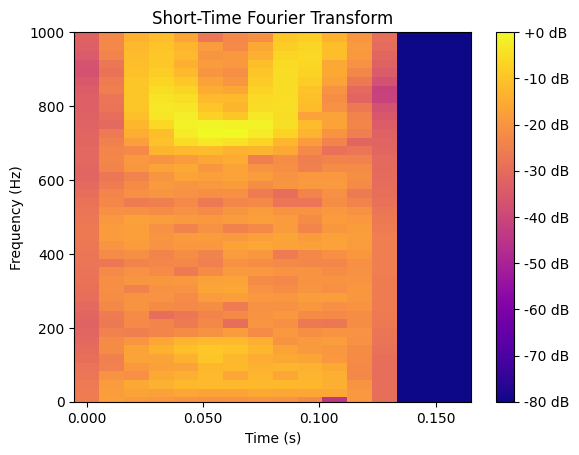 Short-Time Fourier Transform
1000
800
600
400
200
0
Frequency (Hz)
0.000
0.050
0.100
0.150
Time (s)
+0 dB
-10 dB
-20 dB
-30 dB
-40 dB
-50 dB
-60 dB
-70 dB
-80 dB